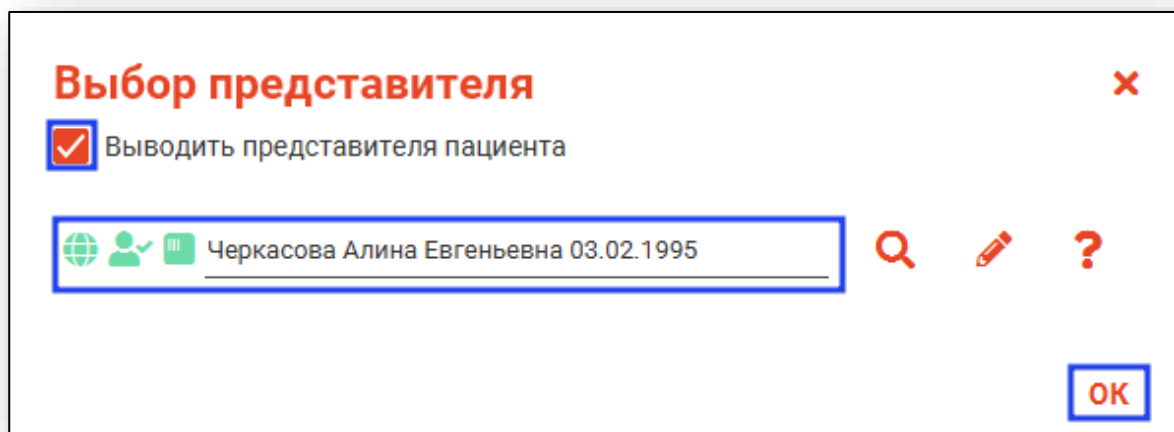 Выбор представителя
Выводить представителя пациента
Черкасова Алина Евгеньевна 03.02.1995
ОК